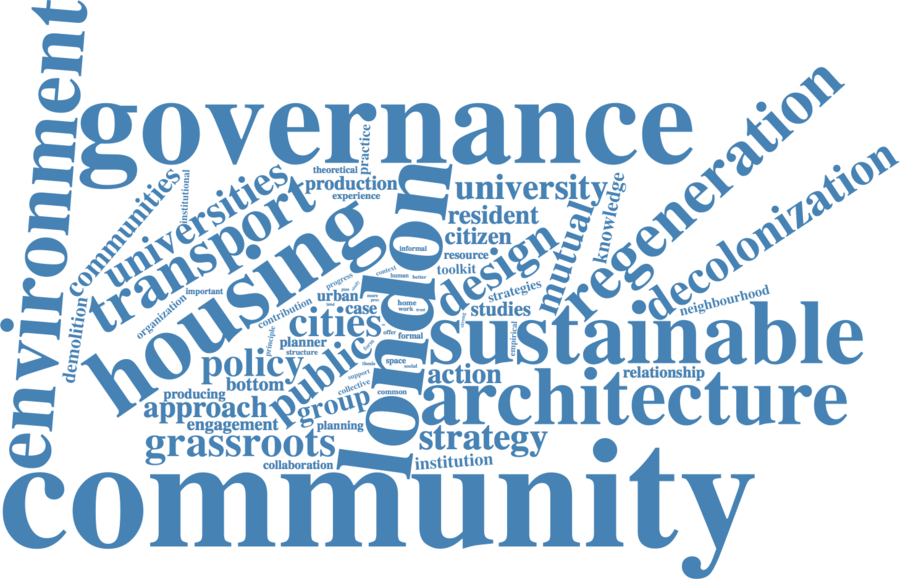 environment
governance
regeneration
decolonization
practice
theoretical
production
experience
institutional
communities
universities
transport
housing
london
university
resident
citizen
resource
toolkit
design
mutual
knowledge
strategies
studies
neighbourhood
sustainable
empirical
informal
context
human
better
progress
important
organization
contribution
urban
case
home
work
demolition
cities
principle
planner
structure
offer
formal
policy
public
space
social
thesis
support
bottom
collective
common
action
relationship
architecture
producing
approach
group
engagement
planning
grassroots
strategy
collaboration
institution
community